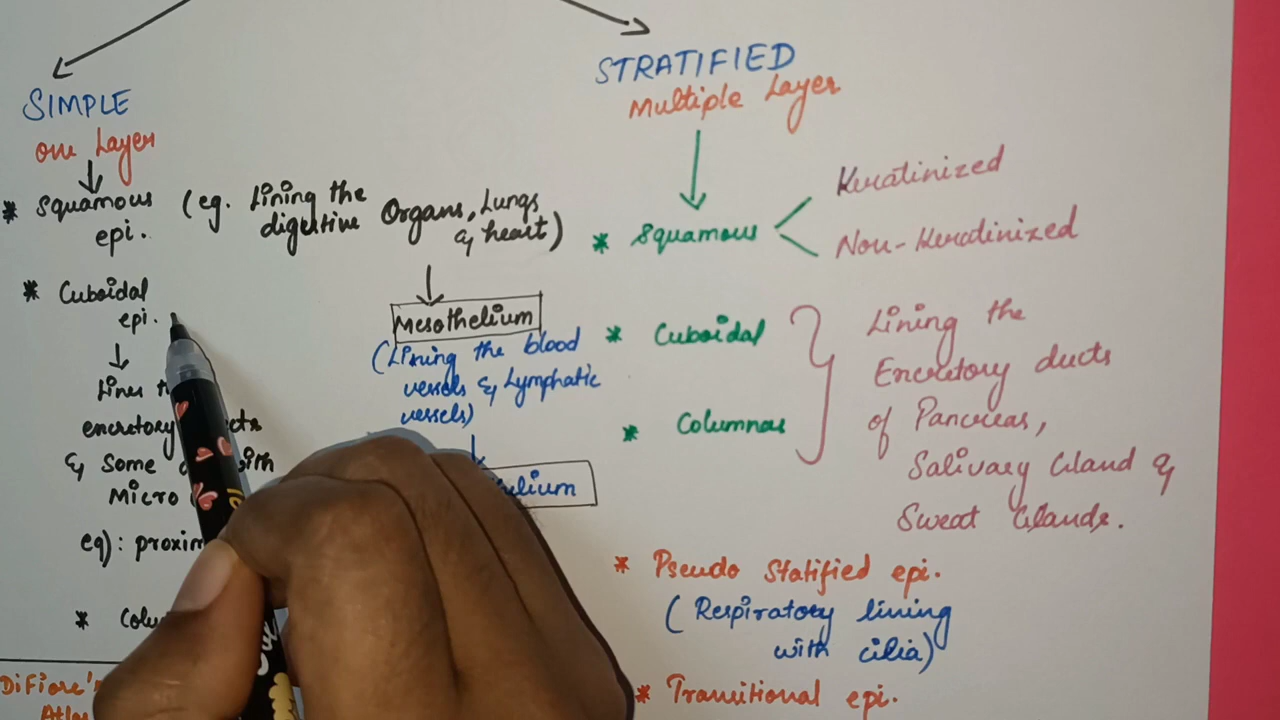 SIMPLE
one Layer
* Squamous epi.
(eg. Lining the digestive Organs, Lungs & heart)
Mesothelium
(Lining the blood vessels & Lymphatic vessels)
* Cuboidal epi.
Lines
excretory
& Some
Micro
eg): proxim
*
DiFiore's
Atlas
STRATIFIED
Multiple Layer
* Squamous
Keratinized
Non-Keratinized
* Cuboidal
* Columnar
Lining the
Excretory ducts
of Pancreas,
Salivary Gland &
Sweat Glands.
* Pseudo Statified epi.
(Respiratory lining
with cilia)
* Transitional epi.